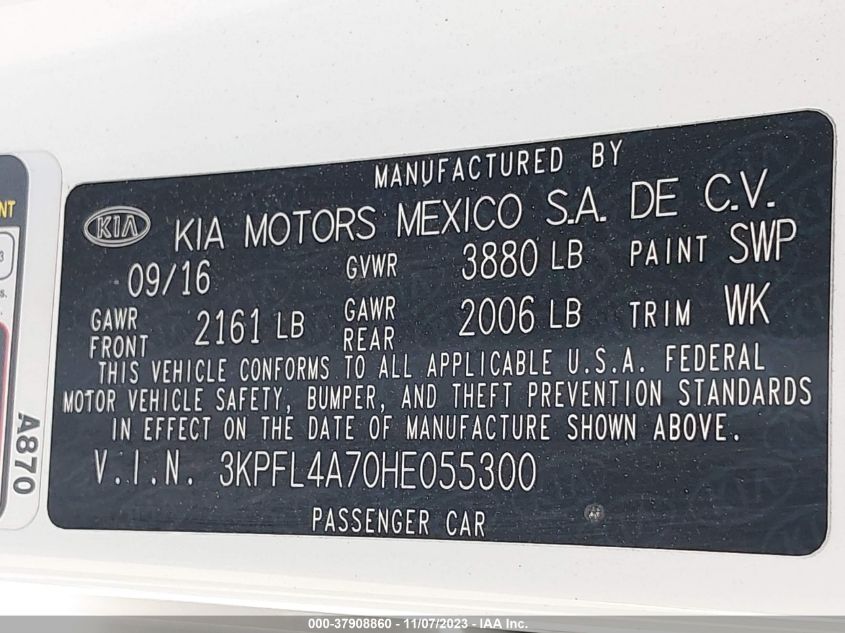 MANUFACTURED BY
KIA KIA MOTORS MEXICO S.A. DE C.V.
09/16 GVWR 3880 LB PAINT SWP
GAWR FRONT 2161 LB GAWR REAR 2006 LB TRIM WK
THIS VEHICLE CONFORMS TO ALL APPLICABLE U.S.A. FEDERAL
MOTOR VEHICLE SAFETY, BUMPER, AND THEFT PREVENTION STANDARDS
IN EFFECT ON THE DATE OF MANUFACTURE SHOWN ABOVE.
V.I.N. 3KPFL4A70HE055300
PASSENGER CAR
A870
000-37908860 - 11/07/2023 - IAA Inc.